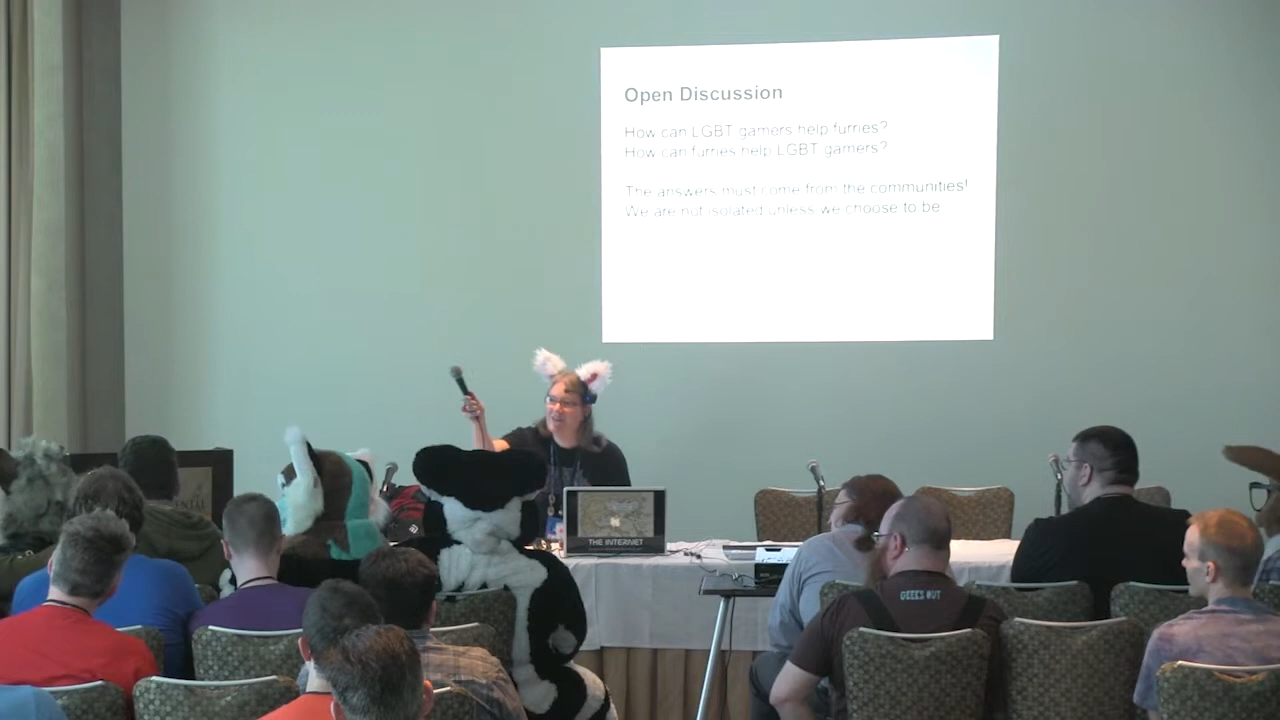 Open Discussion
How can LGBT gamers help furries?
How can furries help LGBT gamers?
The answers must come from the communities!
We are not isolated unless we choose to be
THE INTERNET
GEEKS OUT